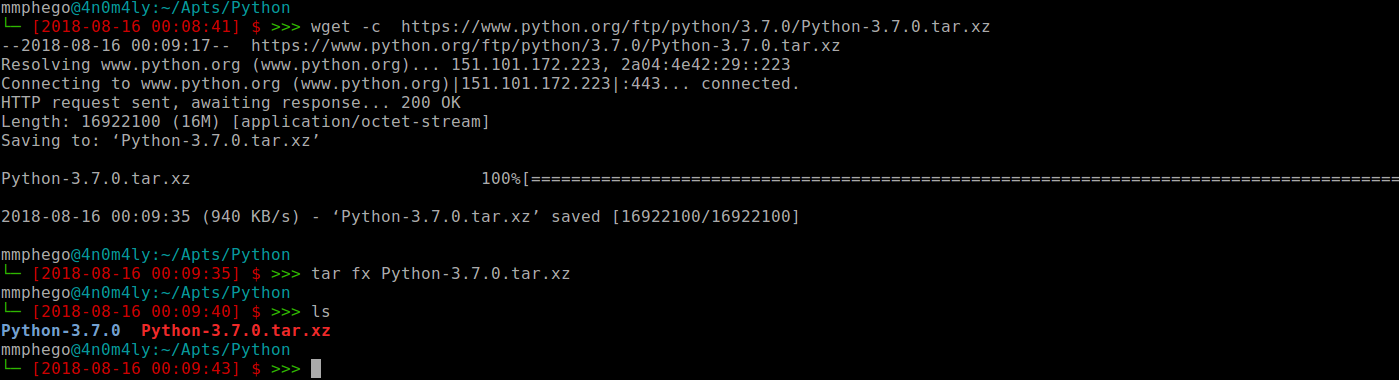 mmphego@4n0m4ly:~/Apts/Python
└─ [2018-08-16 00:08:41] $ >>> wget -c  https://www.python.org/ftp/python/3.7.0/Python-3.7.0.tar.xz
--2018-08-16 00:09:17--  https://www.python.org/ftp/python/3.7.0/Python-3.7.0.tar.xz
Resolving www.python.org (www.python.org)... 151.101.172.223, 2a04:4e42:29::223
Connecting to www.python.org (www.python.org)|151.101.172.223|:443... connected.
HTTP request sent, awaiting response... 200 OK
Length: 16922100 (16M) [application/octet-stream]
Saving to: ‘Python-3.7.0.tar.xz’
Python-3.7.0.tar.xz                             100%[=======================================================================================
2018-08-16 00:09:35 (940 KB/s) - ‘Python-3.7.0.tar.xz’ saved [16922100/16922100]
mmphego@4n0m4ly:~/Apts/Python
└─ [2018-08-16 00:09:35] $ >>> tar fx Python-3.7.0.tar.xz
mmphego@4n0m4ly:~/Apts/Python
└─ [2018-08-16 00:09:40] $ >>> ls
Python-3.7.0  Python-3.7.0.tar.xz
mmphego@4n0m4ly:~/Apts/Python
└─ [2018-08-16 00:09:43] $ >>>